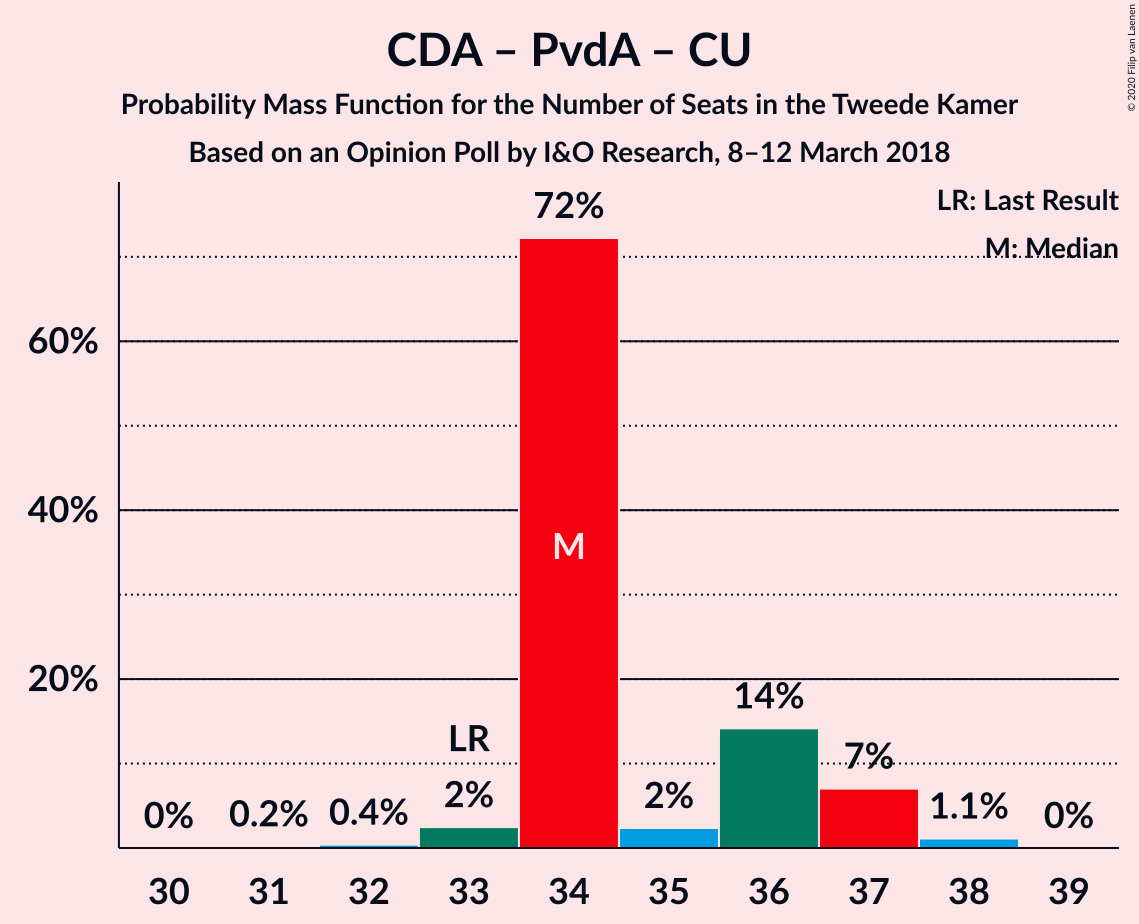 CDA – PvdA – CU
Probability Mass Function for the Number of Seats in the Tweede Kamer
Based on an Opinion Poll by I&O Research, 8–12 March 2018
© 2020 Filip van Laenen
LR: Last Result
M: Median
72%
60%
40%
20%
M
LR
0%
0.2%
0.4%
2%
2%
14%
7%
1.1%
0%
30 31 32 33 34 35 36 37 38 39